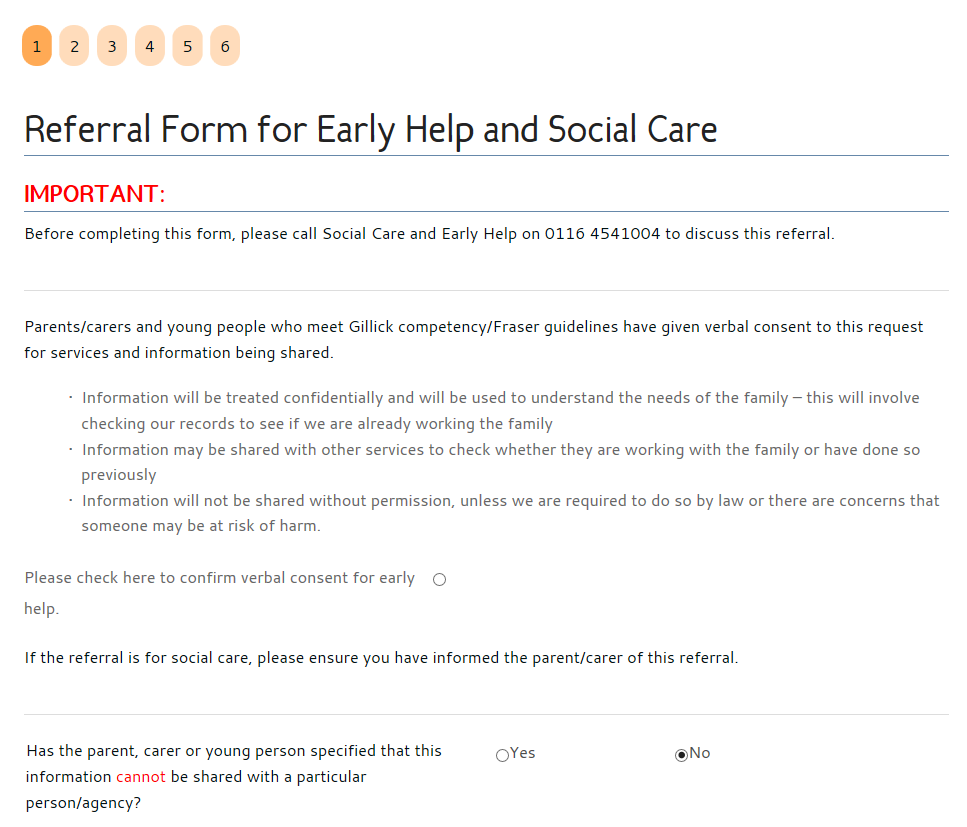 1 2 3 4 5 6
Referral Form for Early Help and Social Care
IMPORTANT:
Before completing this form, please call Social Care and Early Help on 0116 4541004 to discuss this referral.
Parents/carers and young people who meet Gillick competency/Fraser guidelines have given verbal consent to this request
for services and information being shared.
· Information will be treated confidentially and will be used to understand the needs of the family – this will involve
checking our records to see if we are already working the family
· Information may be shared with other services to check whether they are working with the family or have done so
previously
· Information will not be shared without permission, unless we are required to do so by law or there are concerns that
someone may be at risk of harm.
Please check here to confirm verbal consent for early
help.
If the referral is for social care, please ensure you have informed the parent/carer of this referral.
Has the parent, carer or young person specified that this Yes No
information cannot be shared with a particular
person/agency?